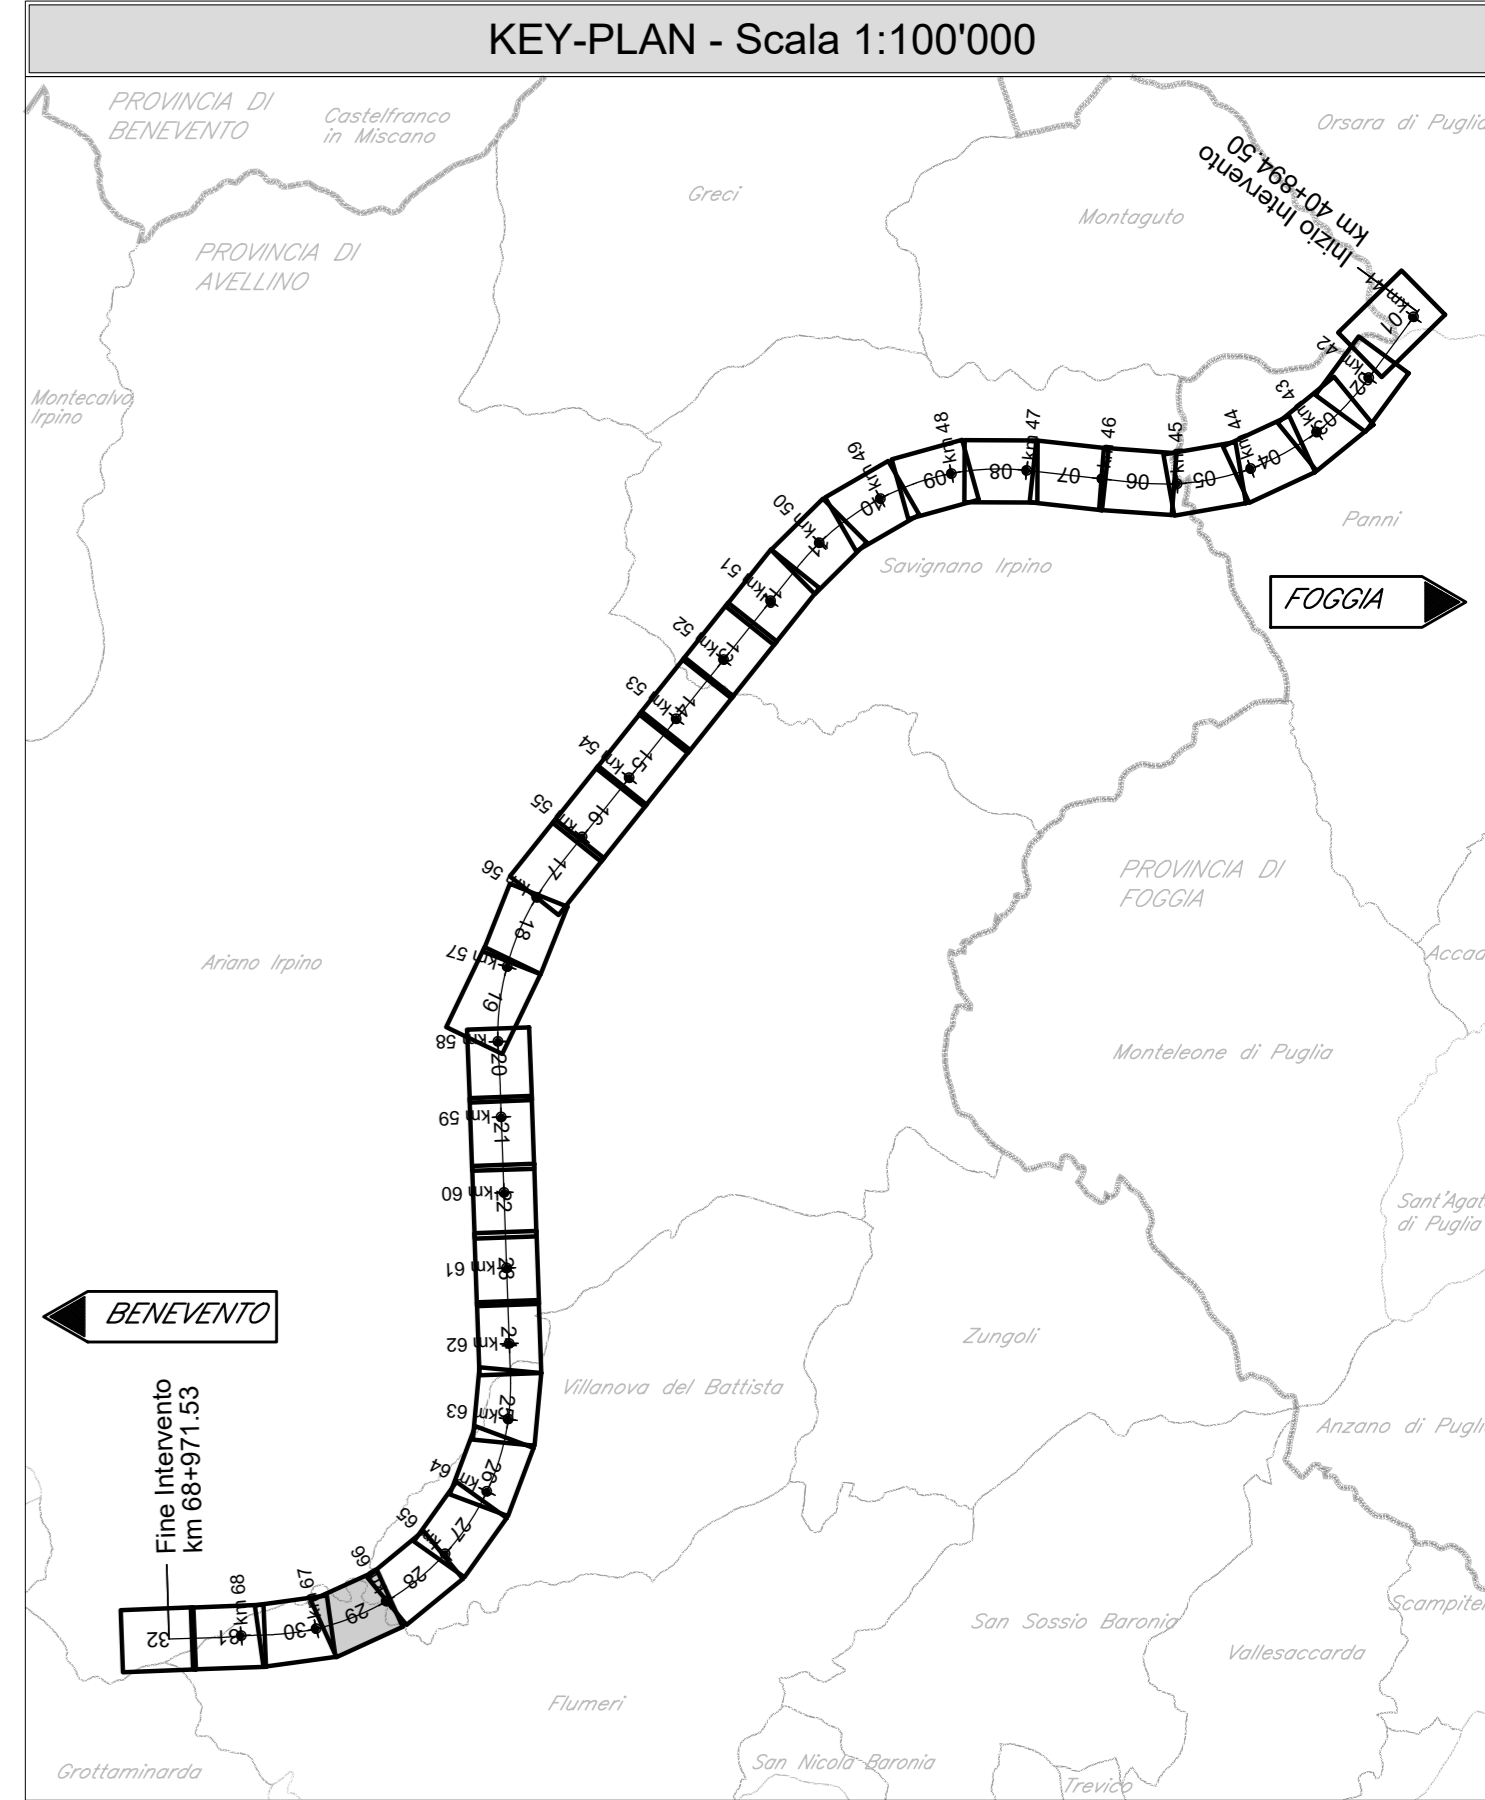 KEY-PLAN - Scala 1:100'000
PROVINCIA DI
BENEVENTO
Castelfranco
in Miscano
Orsara di Puglia
Greci
Montaguto
Inizio Intervento
km 40+894.50
PROVINCIA DI
AVELLINO
km 41
01
km 42
02
km 43
03
Montecalvo
Irpino
km 44
04
km 45
05
km 46
06
km 47
07
km 48
08
09
km 49
10
km 50
11
Panni
Savignano Irpino
FOGGIA
km 51
12
km 52
13
km 53
14
km 54
15
km 55
16
km 56
17
18
PROVINCIA DI
FOGGIA
Ariano Irpino
km 57
19
Accad
km 58
20
Monteleone di Puglia
km 59
21
km 60
22
Sant'Agat
di Puglia
km 61
23
BENEVENTO
km 62
24
Zungoli
Villanova del Battista
km 63
25
Anzano di Pugli
Fine Intervento
km 68+971.53
km 64
26
km 65
27
km 66
28
29
km 67
30
km 68
31
32
San Sossio Baronia
Scampitel
Vallesaccarda
Flumeri
San Nicola Baronia
Grottaminarda
Trevico